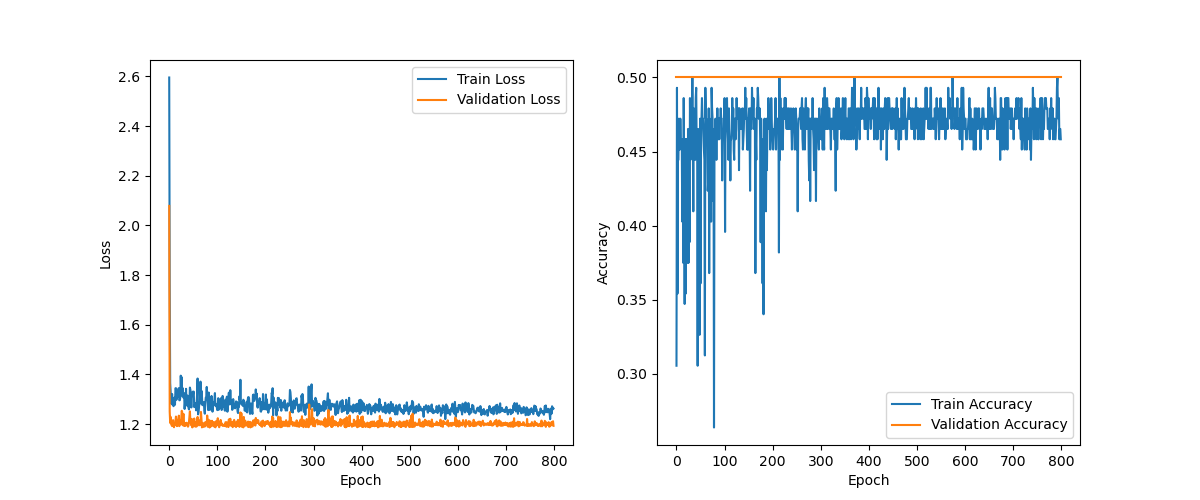 2.6
2.4
2.2
2.0
1.8
1.6
1.4
1.2
Loss
0 100 200 300 400 500 600 700 800
Epoch
Train Loss
Validation Loss
0.50
0.45
0.40
0.35
0.30
Accuracy
0 100 200 300 400 500 600 700 800
Epoch
Train Accuracy
Validation Accuracy